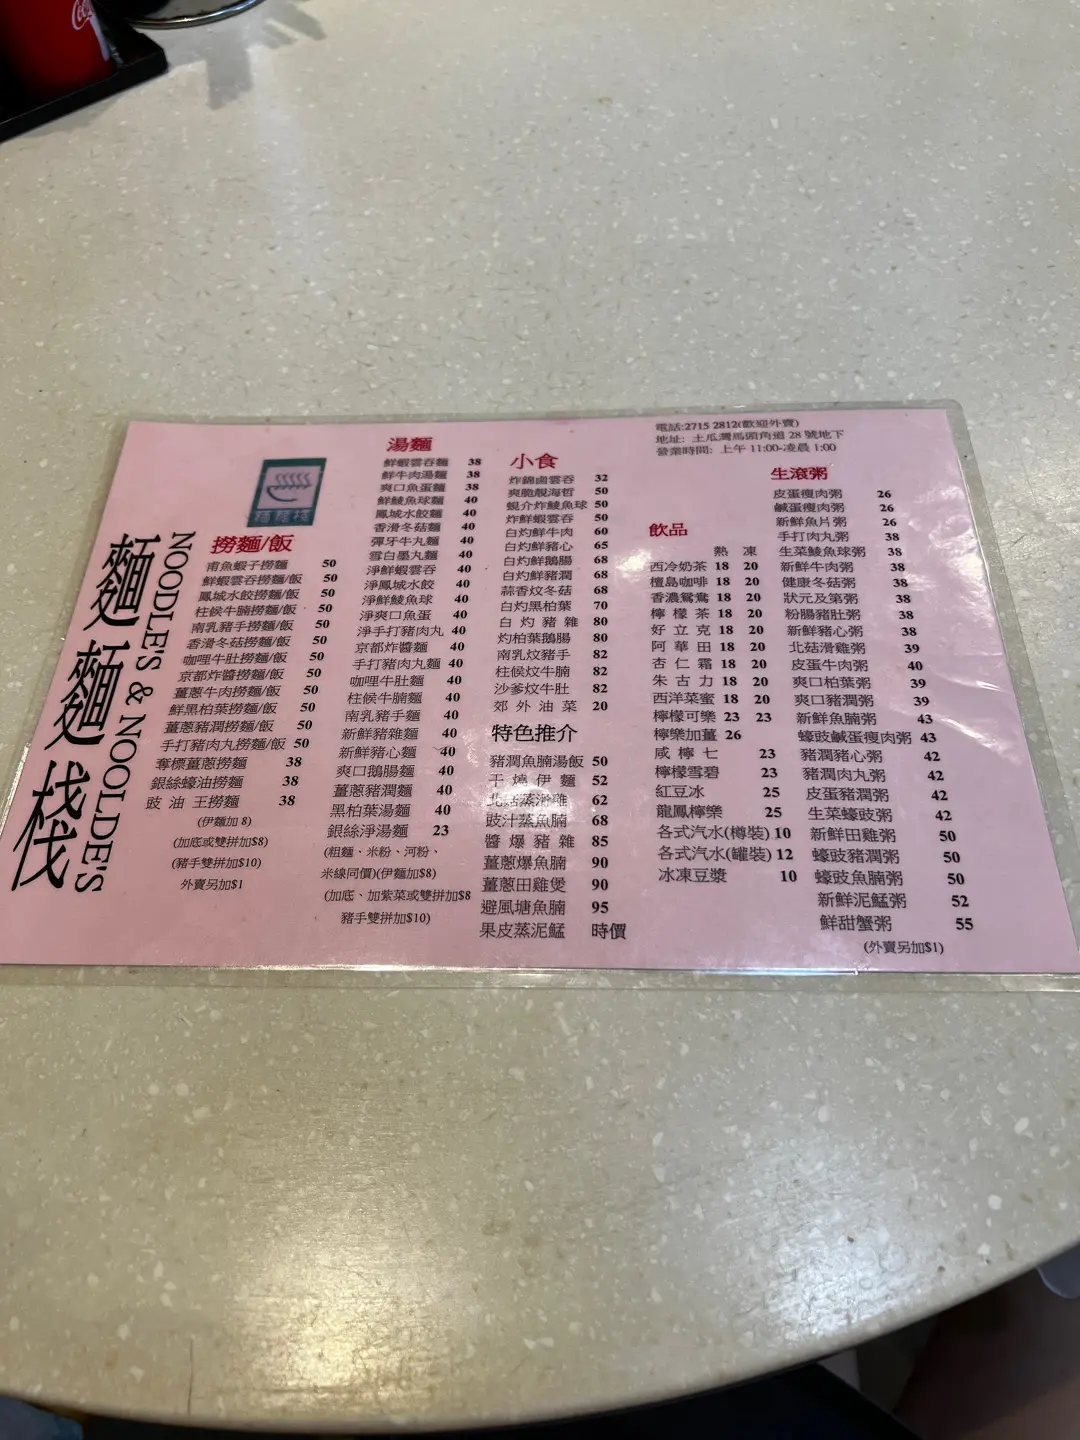 麵麵棧
NOODLE'S & NOOLDE'S
撈麵/飯
甫魚蝦子撈麵 50
鮮蝦雲吞撈麵/飯 50
鳳城水餃撈麵/飯 50
柱候牛腩撈麵/飯 50
南乳豬手撈麵/飯 50
香滑冬菇撈麵/飯 50
咖哩牛肚撈麵/飯 50
京都炸醬撈麵/飯 50
薑蔥牛肉撈麵/飯 50
鮮黑柏葉撈麵/飯 50
薑蔥豬潤撈麵/飯 50
手打豬肉丸撈麵/飯 50
奪標薑蔥撈麵 38
銀絲蠔油撈麵 38
豉油王撈麵 38
(伊麵加 8)
(加底或雙拼加$8)
(豬手雙拼加$10)
外賣另加$1
湯麵
鮮蝦雲吞麵 38
鮮牛肉湯麵 38
爽口魚蛋麵 38
鮮鯪魚球麵 40
鳳城水餃麵 40
香滑冬菇麵 40
彈牙牛丸麵 40
雪白墨丸麵 40
淨鮮蝦雲吞 40
淨鳳城水餃 40
淨鮮鯪魚球 40
淨爽口魚蛋 40
淨手打豬肉丸 40
京都炸醬麵 40
手打豬肉丸麵 40
咖哩牛肚麵 40
柱候牛腩麵 40
南乳豬手麵 40
新鮮豬雜麵 40
新鮮豬心麵 40
爽口鵝腸麵 40
薑蔥豬潤麵 40
黑柏葉湯麵 40
銀絲淨湯麵 23
(粗麵、米粉、河粉、
米線同價)(伊麵加$8)
(加底、加紫菜或雙拼加$8
豬手雙拼加$10)
小食
炸錦鹵雲吞 32
爽脆靚海哲 50
蜆介炸鯪魚球 50
炸鮮蝦雲吞 50
白灼鮮牛肉 60
白灼鮮豬心 65
白灼鮮鵝腸 68
白灼鮮豬潤 68
蒜香炆冬菇 68
白灼黑柏葉 70
白灼豬雜 80
灼柏葉鵝腸 80
南乳炆豬手 82
柱候炆牛腩 82
沙爹炆牛肚 82
郊外油菜 20
特色推介
豬潤魚腩湯飯 50
干燒伊麵 52
北菇蒸滑雞 62
豉汁蒸魚腩 68
醬爆豬雜 85
薑蔥爆魚腩 90
薑蔥田雞煲 90
避風塘魚腩 95
果皮蒸泥鯭 時價
電話:2715 2812(歡迎外賣)
地址: 土瓜灣馬頭角道 28 號地下
營業時間: 上午 11:00-凌晨 1:00
飲品
熱 凍
西冷奶茶 18 20
檀島咖啡 18 20
香濃鴛鴦 18 20
檸檬茶 18 20
好立克 18 20
阿華田 18 20
杏仁霜 18 20
朱古力 18 20
西洋菜蜜 18 20
檸檬可樂 23 23
檸樂加薑 26
咸檸七 23
檸檬雪碧 23
紅豆冰 25
龍鳳檸樂 25
各式汽水(樽裝) 10
各式汽水(罐裝) 12
冰凍豆漿 10
生滾粥
皮蛋瘦肉粥 26
鹹蛋瘦肉粥 26
新鮮魚片粥 26
手打肉丸粥 38
生菜鯪魚球粥 38
新鮮牛肉粥 38
健康冬菇粥 38
狀元及第粥 38
粉腸豬肚粥 38
新鮮豬心粥 38
北菇滑雞粥 39
皮蛋牛肉粥 40
爽口柏葉粥 39
爽口豬潤粥 39
新鮮魚腩粥 43
蠔豉鹹蛋瘦肉粥 43
豬潤豬心粥 42
豬潤肉丸粥 42
皮蛋豬潤粥 42
生菜蠔豉粥 42
新鮮田雞粥 50
蠔豉豬潤粥 50
蠔豉魚腩粥 50
新鮮泥鯭粥 52
鮮甜蟹粥 55
(外賣另加$1)